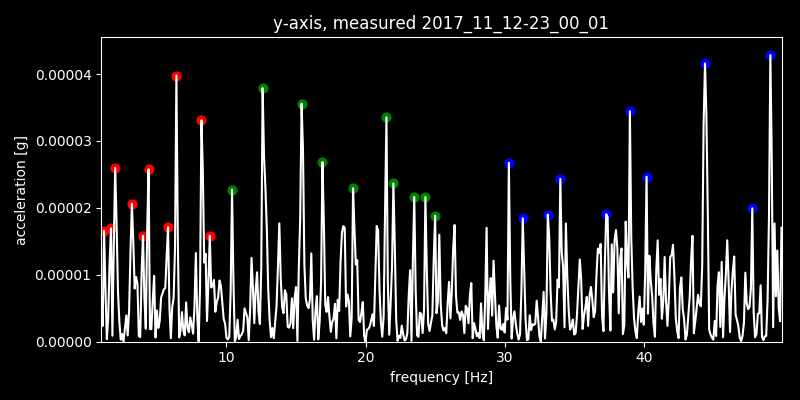 y-axis, measured 2017_11_12-23_00_01
0.00004
0.00003
0.00002
0.00001
0.00000
acceleration [g]
10 20 30 40
frequency [Hz]